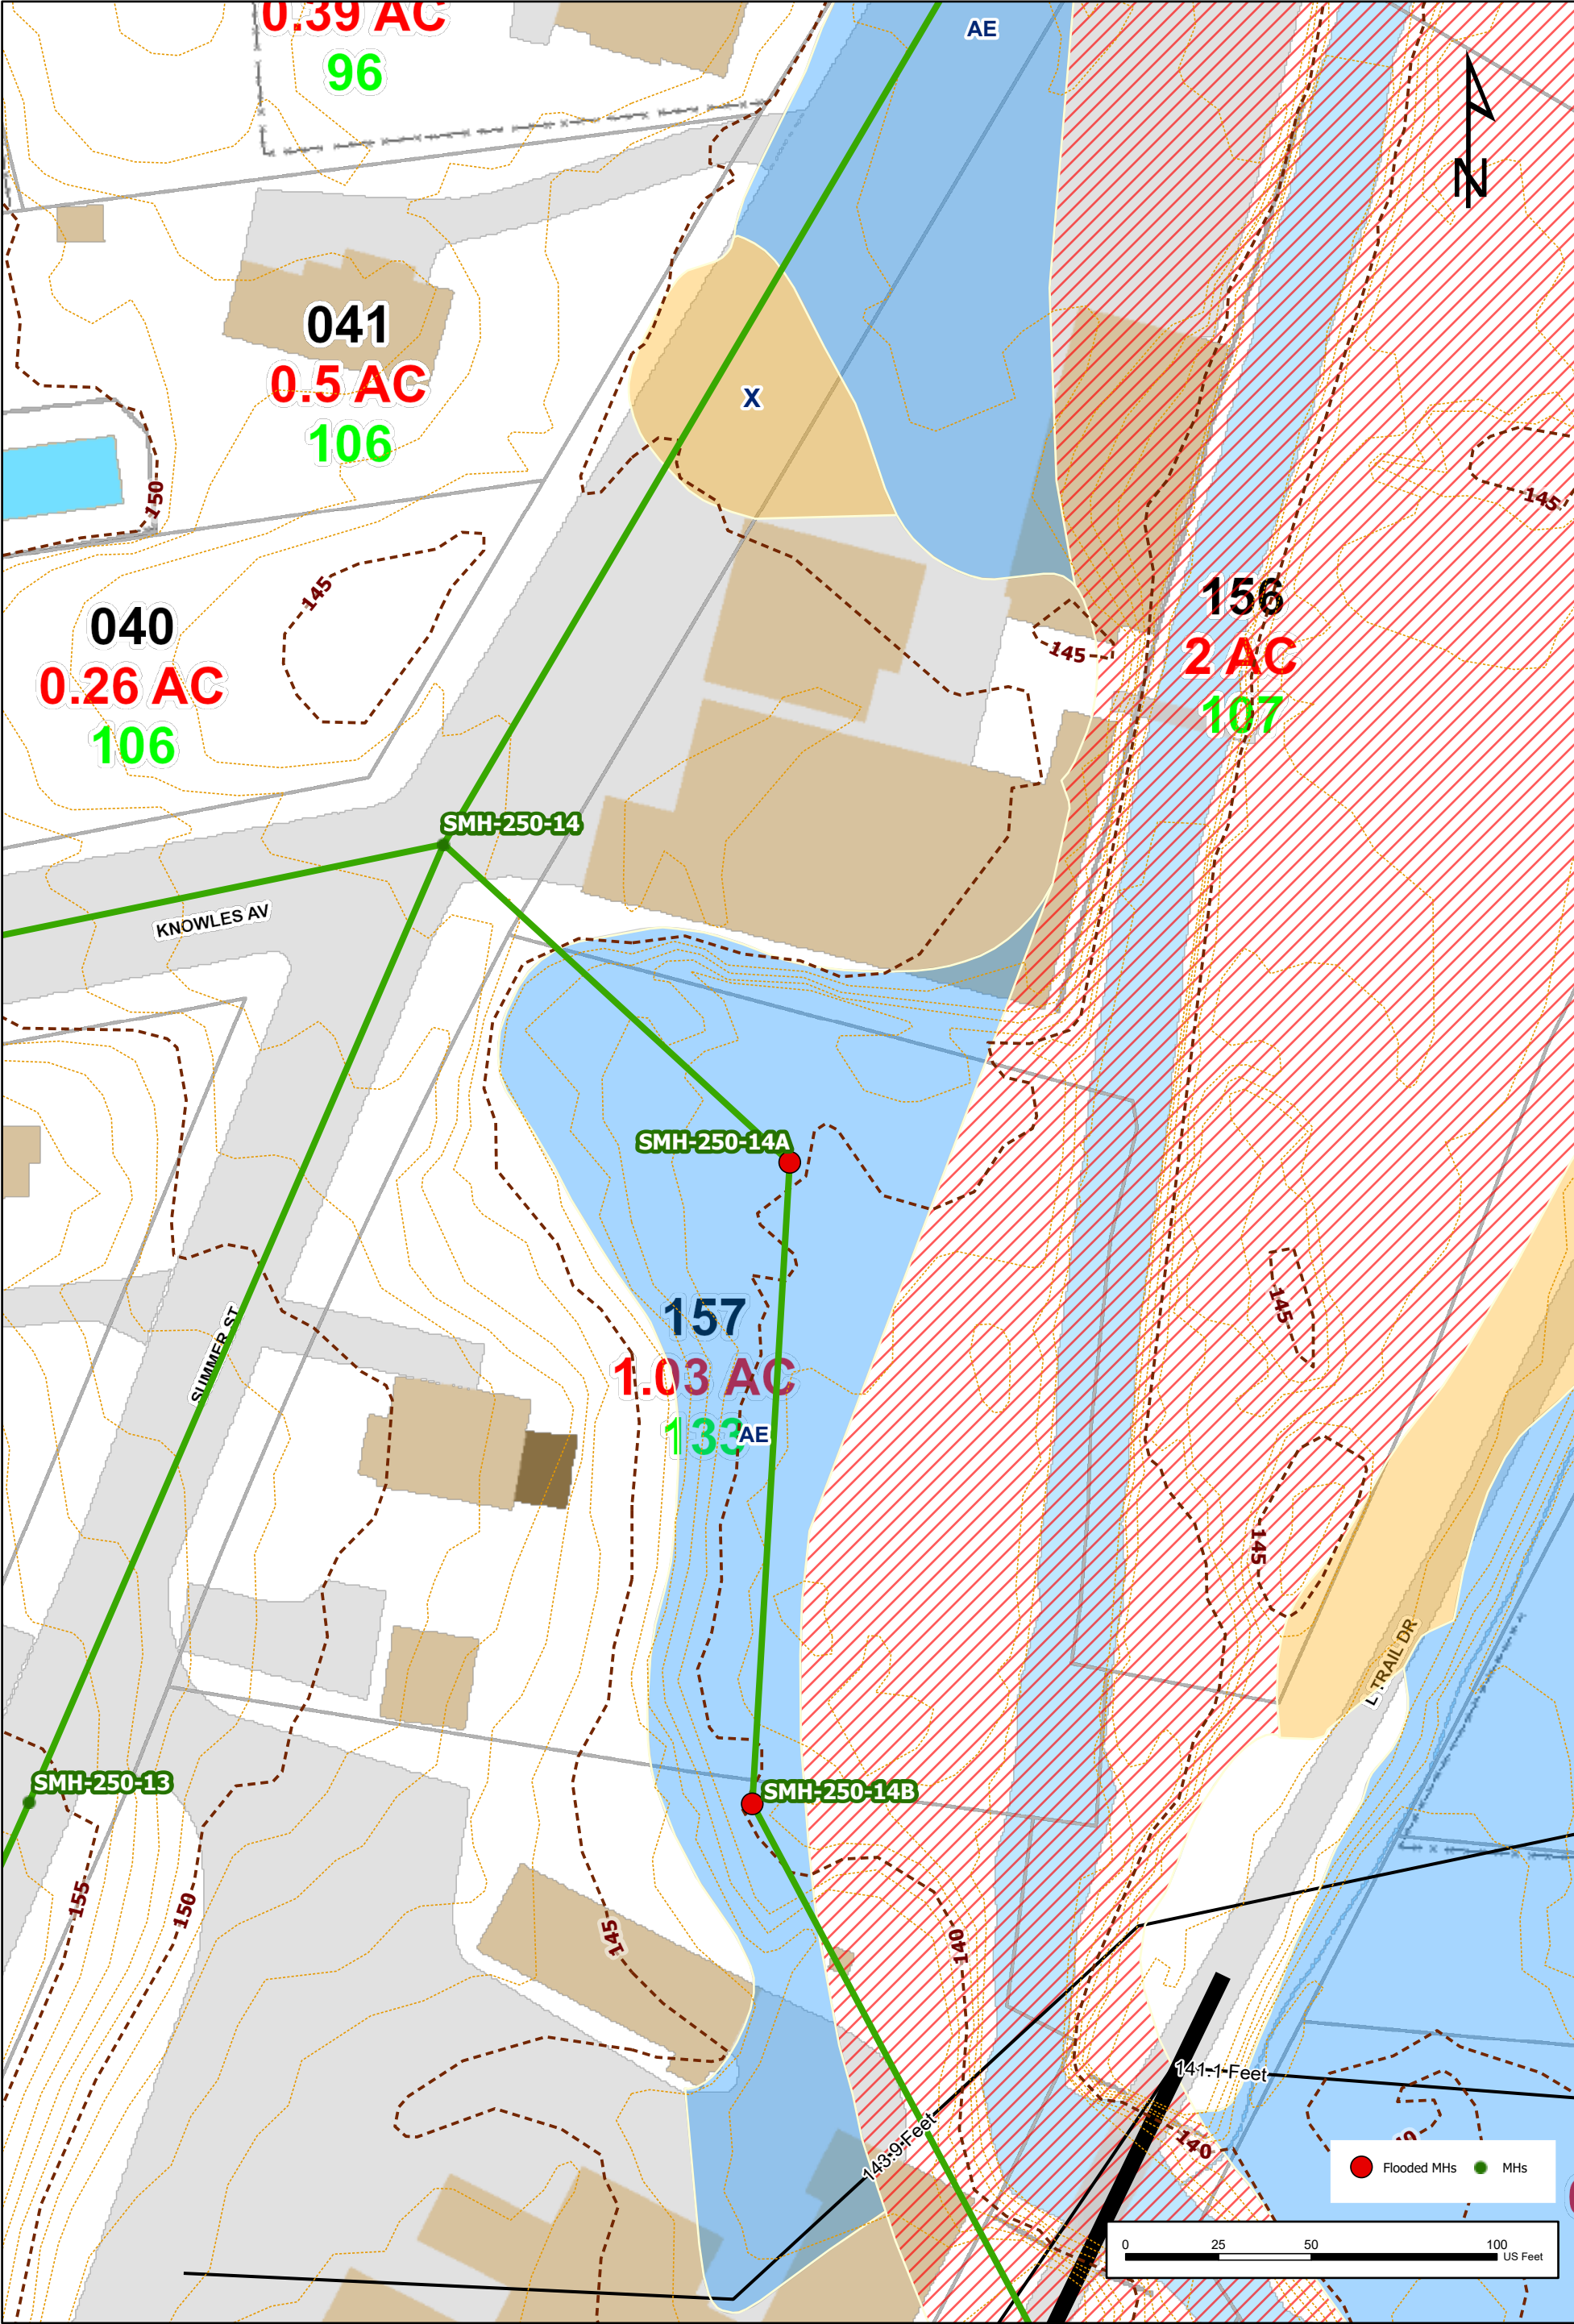 0.39 AC
96
AE
N
041
0.5 AC
106
X
150
145
145
040
0.26 AC
106
145
156
2 AC
107
SMH-250-14
KNOWLES AV
SMH-250-14A
157
1.03 AC
133
AE
145
SUMMER ST
145
L TRAIL DR
SMH-250-13
SMH-250-14B
155
150
145
140
141.1 Feet
143.9 Feet
140
Flooded MHs
MHs
0 25 50 100
US Feet